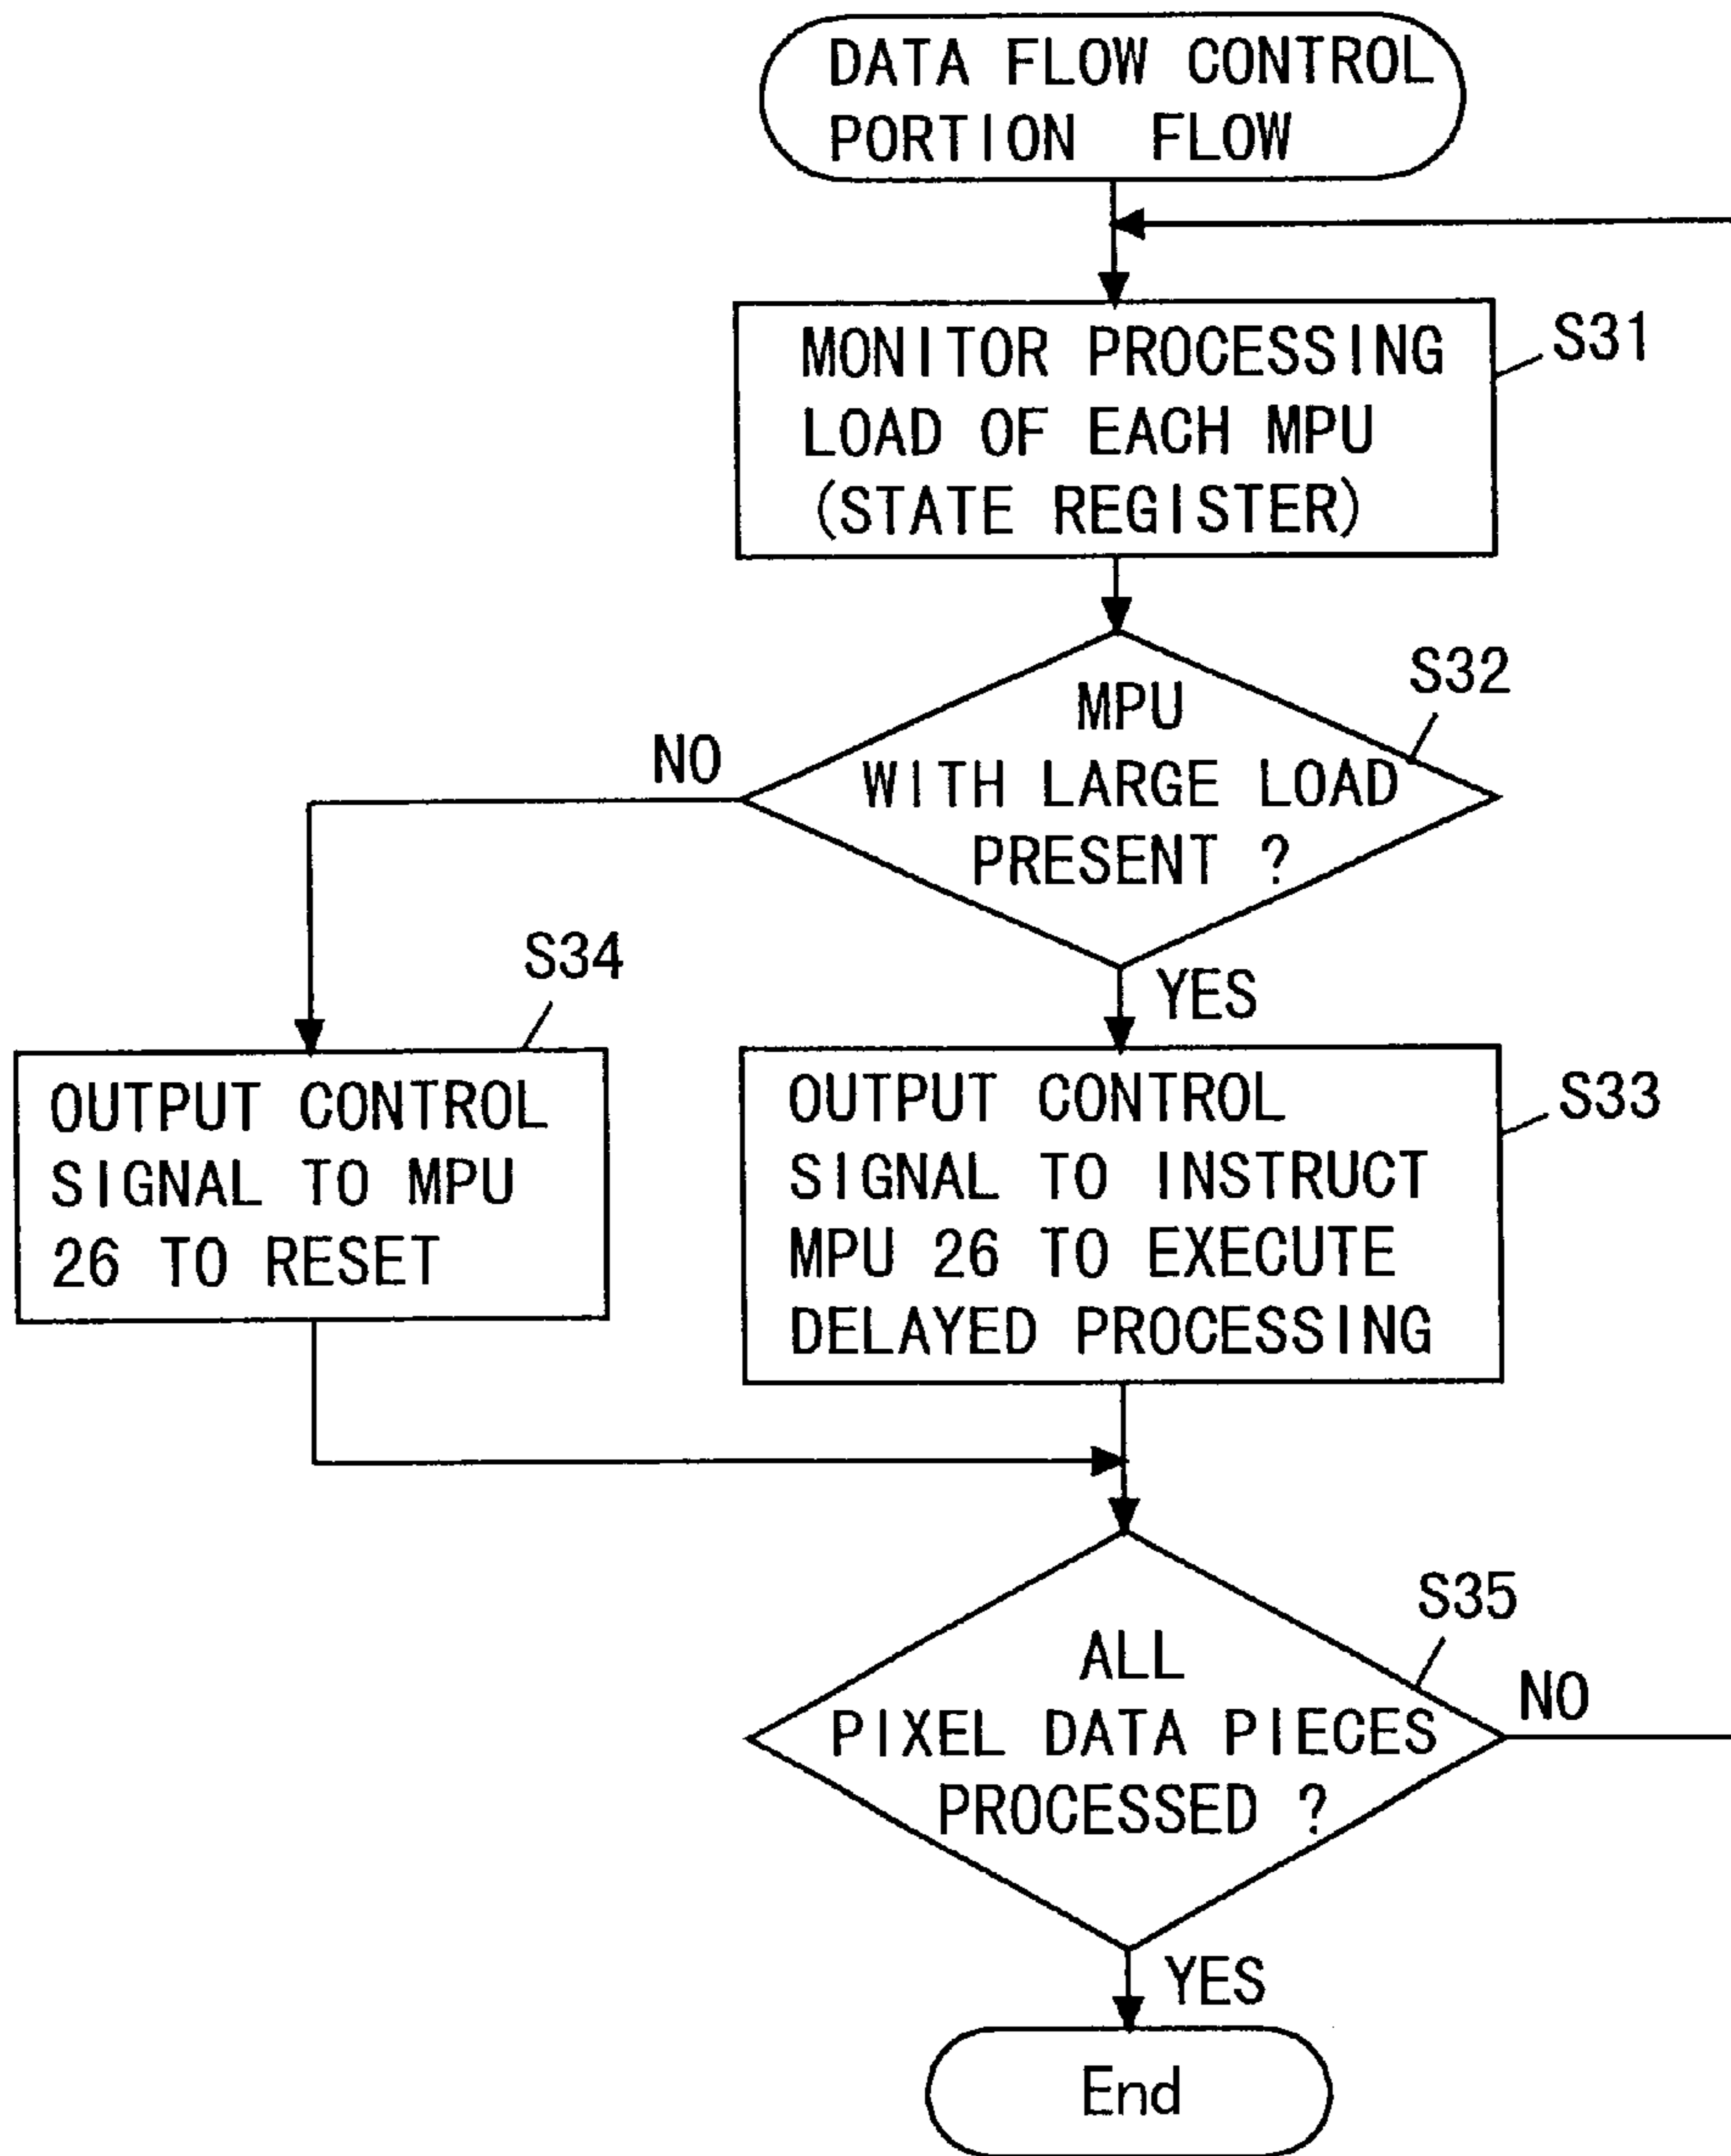 DATA FLOW CONTROL
PORTION FLOW
MONITOR PROCESSING
LOAD OF EACH MPU
(STATE REGISTER)
S31
MPU
WITH LARGE LOAD
PRESENT ?
S32
NO
YES
S34
OUTPUT CONTROL
SIGNAL TO MPU
26 TO RESET
OUTPUT CONTROL
SIGNAL TO INSTRUCT
MPU 26 TO EXECUTE
DELAYED PROCESSING
S33
ALL
PIXEL DATA PIECES
PROCESSED ?
S35
NO
YES
End